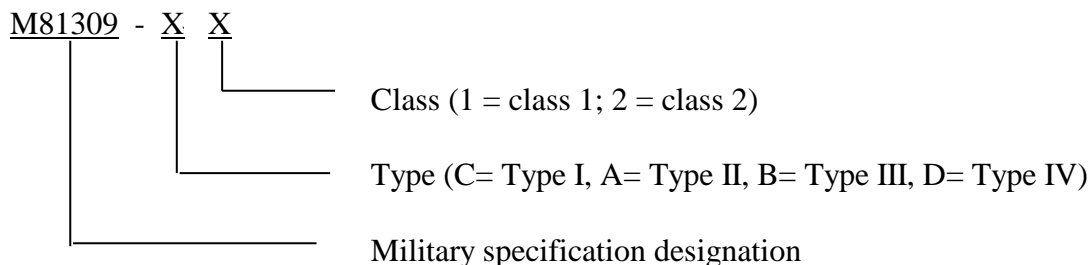 M81309 - X X
Class (1 = class 1; 2 = class 2)
Type (C= Type I, A= Type II, B= Type III, D= Type IV)
Military specification designation